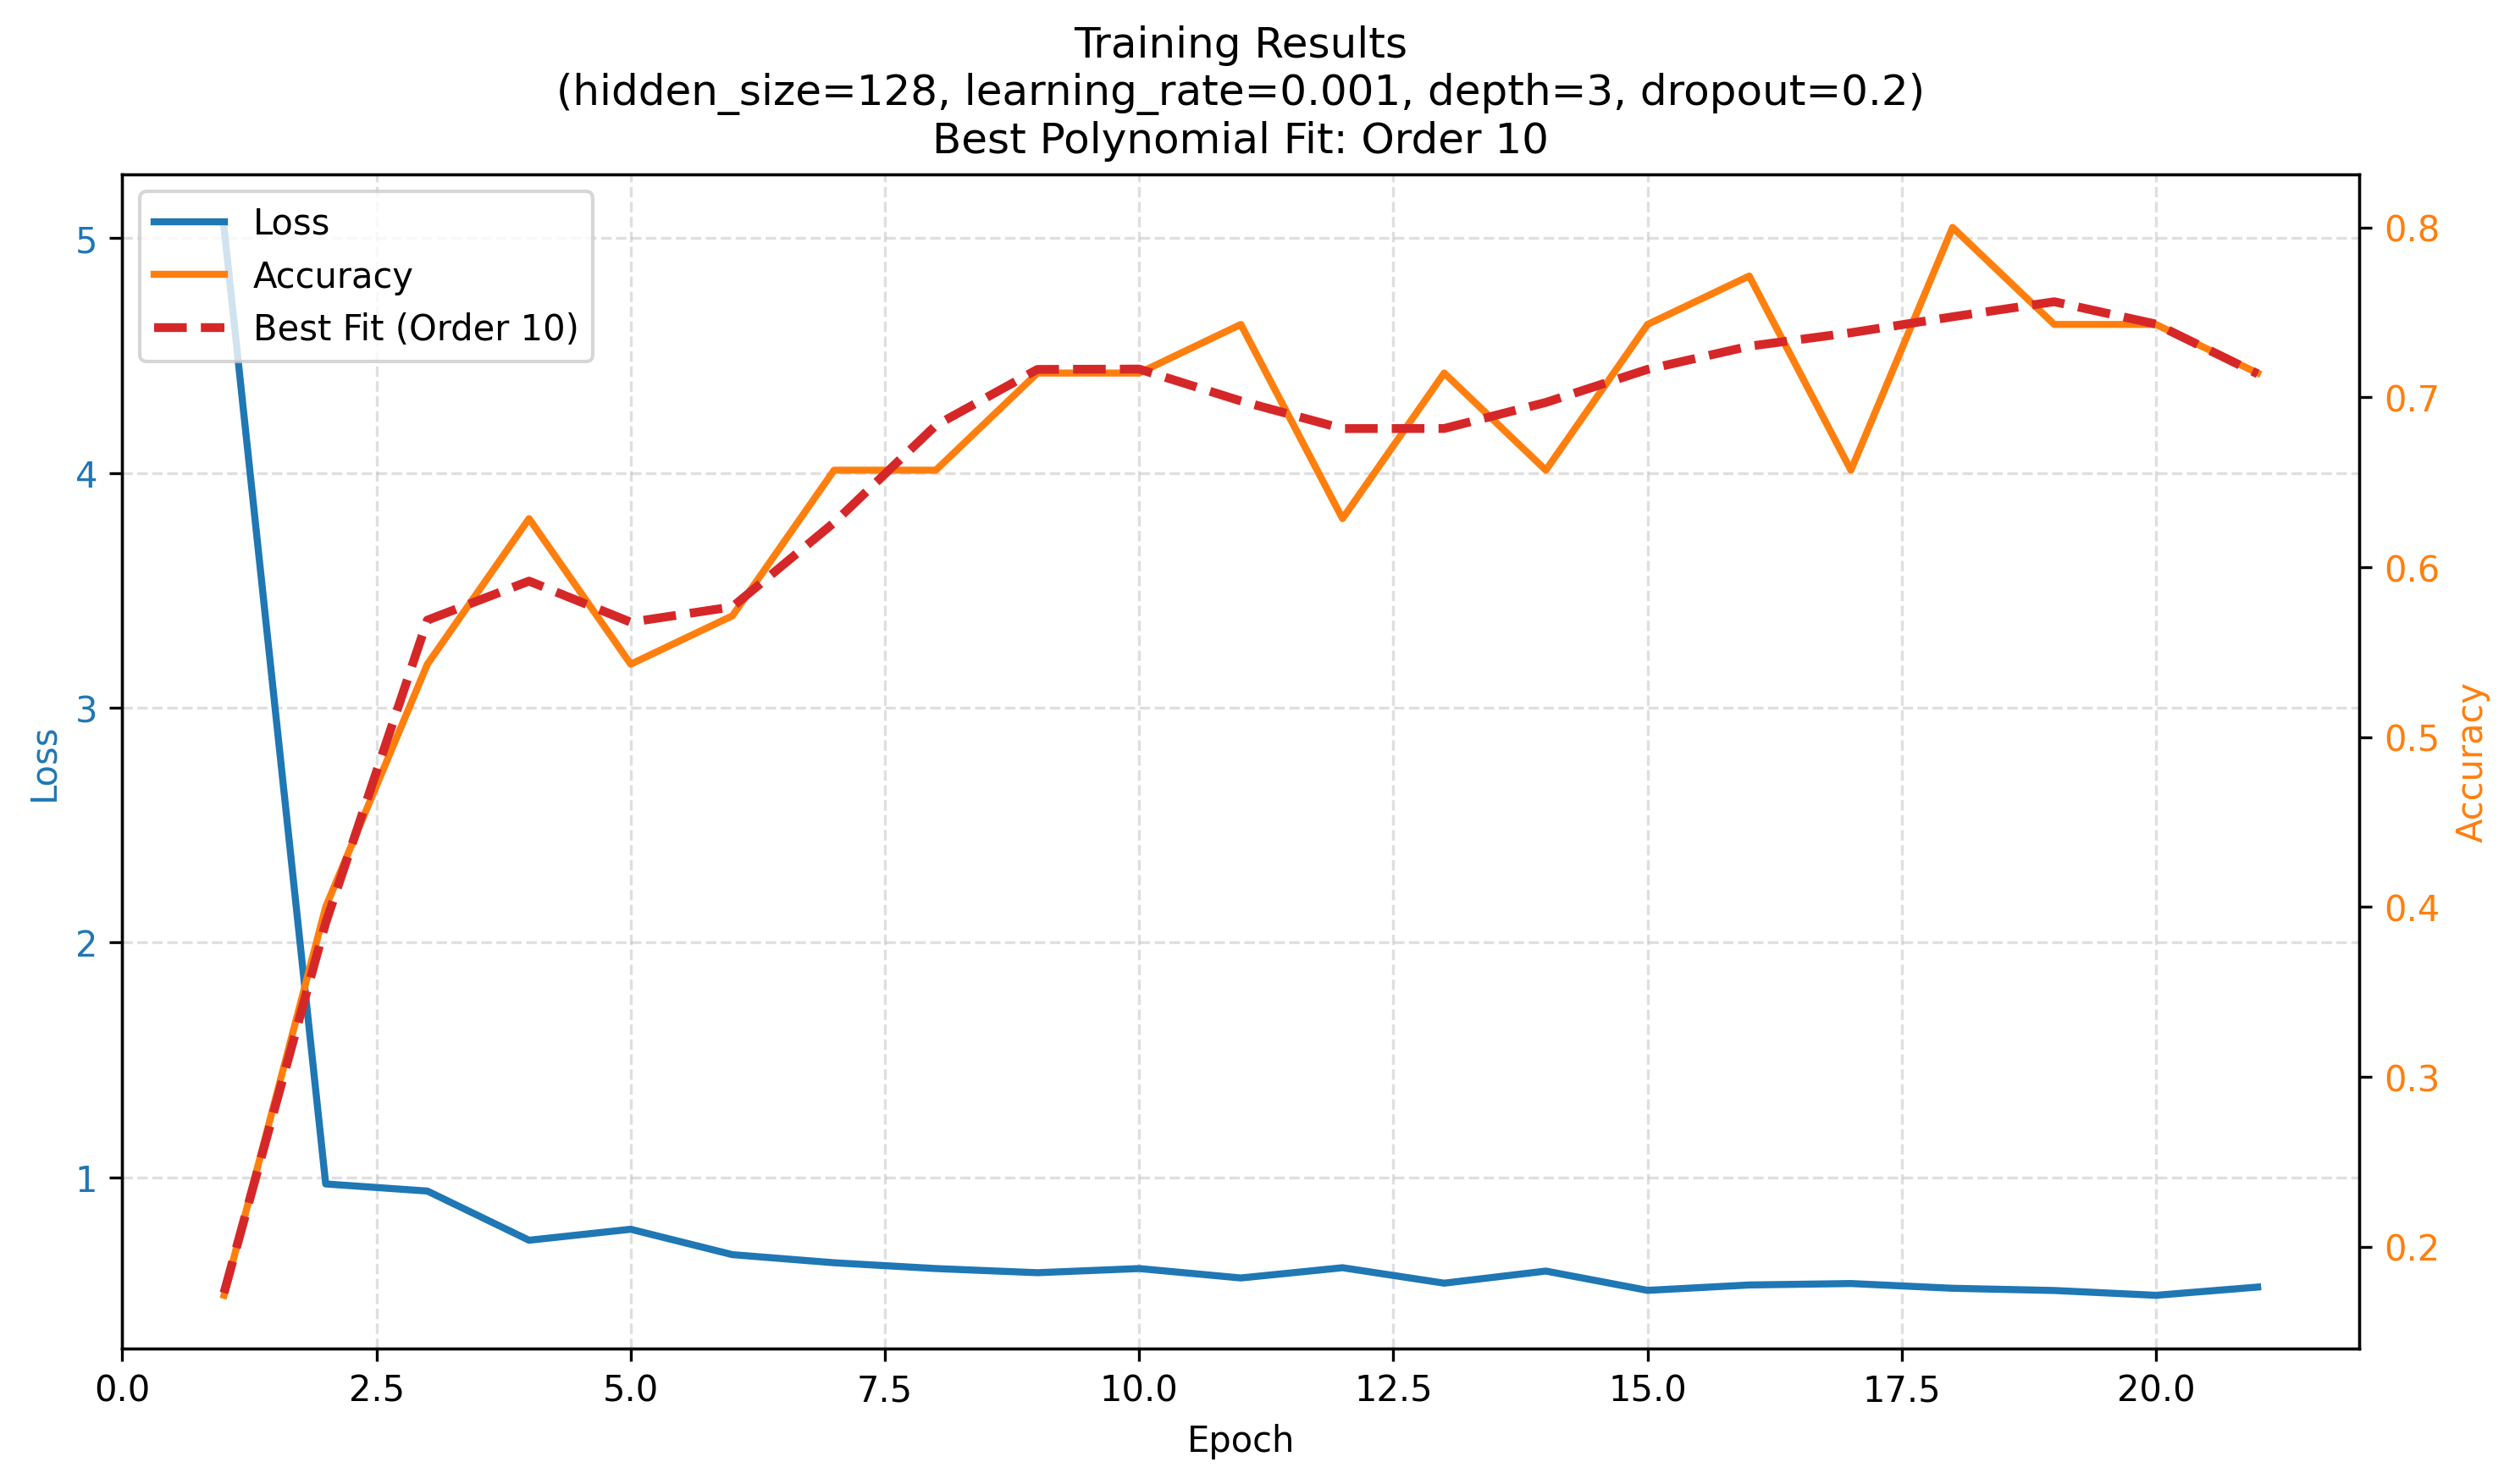 Training Results
(hidden_size=128, learning_rate=0.001, depth=3, dropout=0.2)
Best Polynomial Fit: Order 10
Loss
Accuracy
Best Fit (Order 10)
5
4
3
2
1
Loss
0.8
0.7
0.6
0.5
0.4
0.3
0.2
Accuracy
0.0 2.5 5.0 7.5 10.0 12.5 15.0 17.5 20.0
Epoch